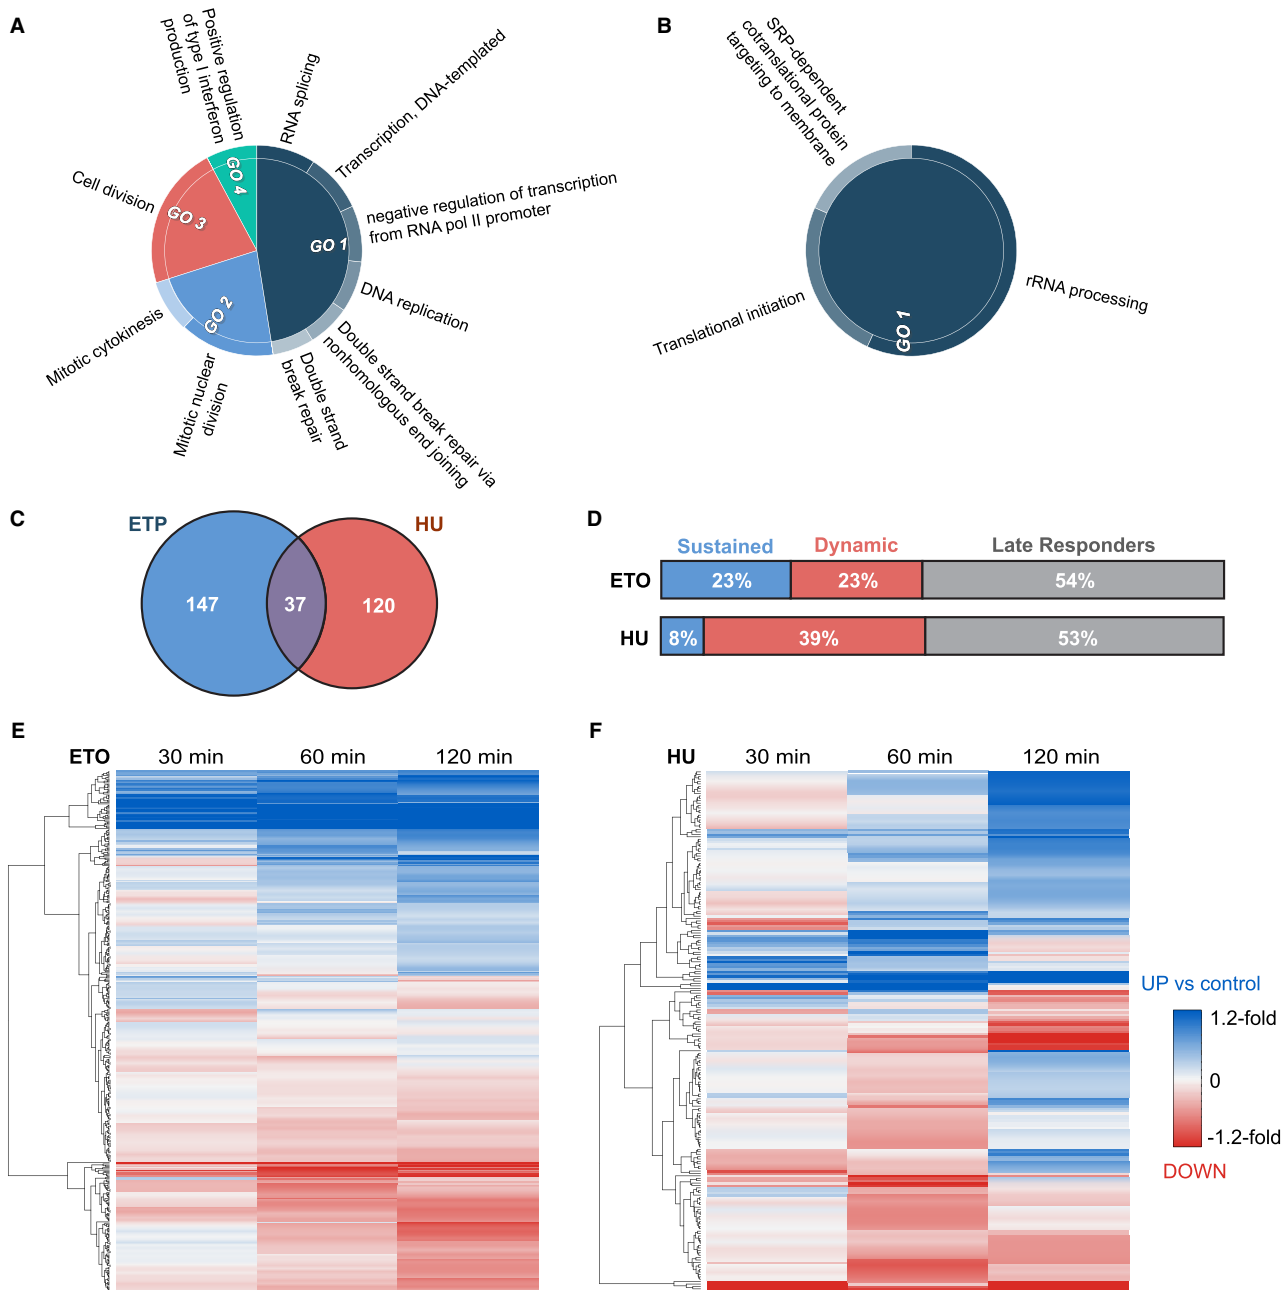 A
Positive regulation
of type I interferon
production
RNA splicing
Transcription, DNA-templated
negative regulation of transcription
from RNA pol II promoter
DNA replication
Double strand break repair via
nonhomologous end joining
Double strand
break repair
Mitotic nuclear
division
Mitotic cytokinesis
Cell division
GO 1
GO 2
GO 3
GO 4
B
SRP-dependent
cotranslational protein
targeting to membrane
rRNA processing
Translational initiation
GO 1
C
ETP
HU
147
37
120
D
Sustained
Dynamic
Late Responders
ETO
23%
23%
54%
HU
8%
39%
53%
E
ETO
30 min
60 min
120 min
F
HU
30 min
60 min
120 min
UP vs control
1.2-fold
0
-1.2-fold
DOWN